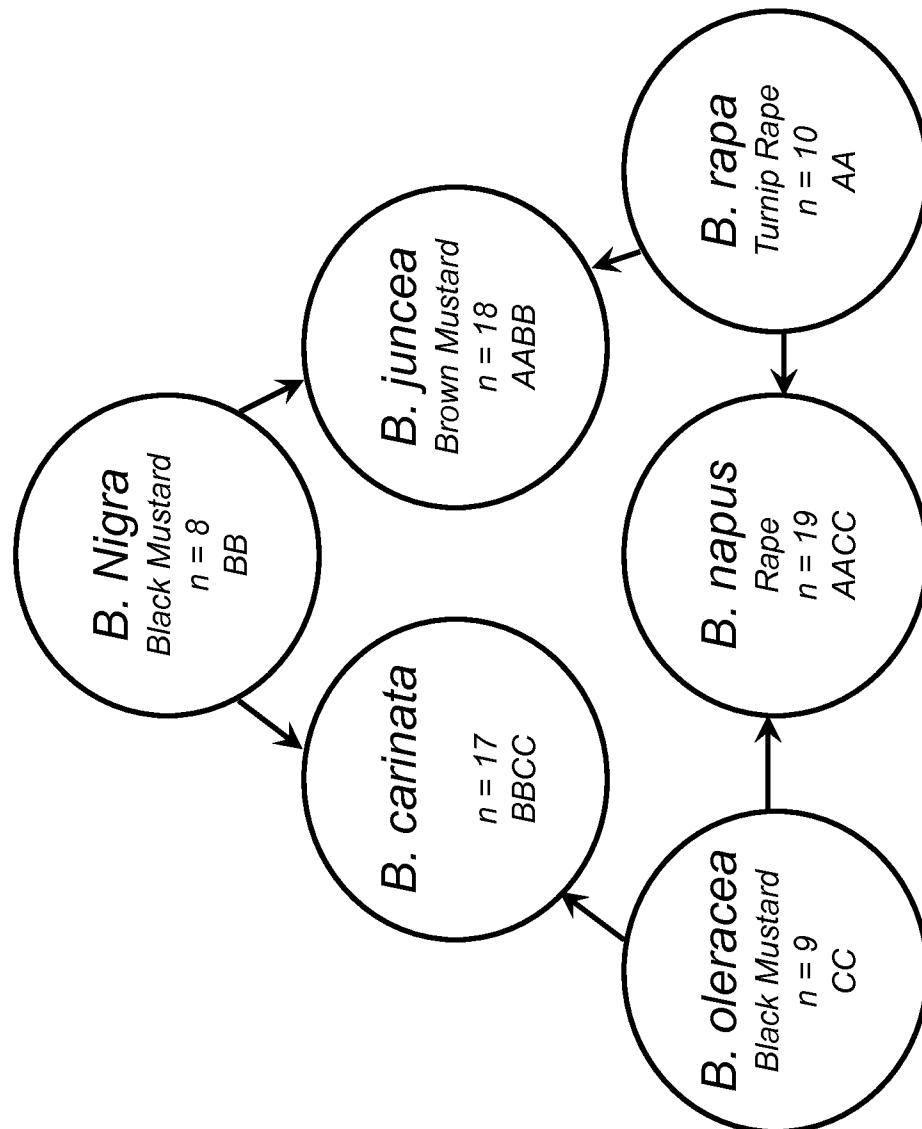 B. Nigra
Black Mustard
n = 8
BB
B. carinata
n = 17
BBCC
B. juncea
Brown Mustard
n = 18
AABB
B. oleracea
Black Mustard
n = 9
CC
B. napus
Rape
n = 19
AACC
B. rapa
Turnip Rape
n = 10
AA